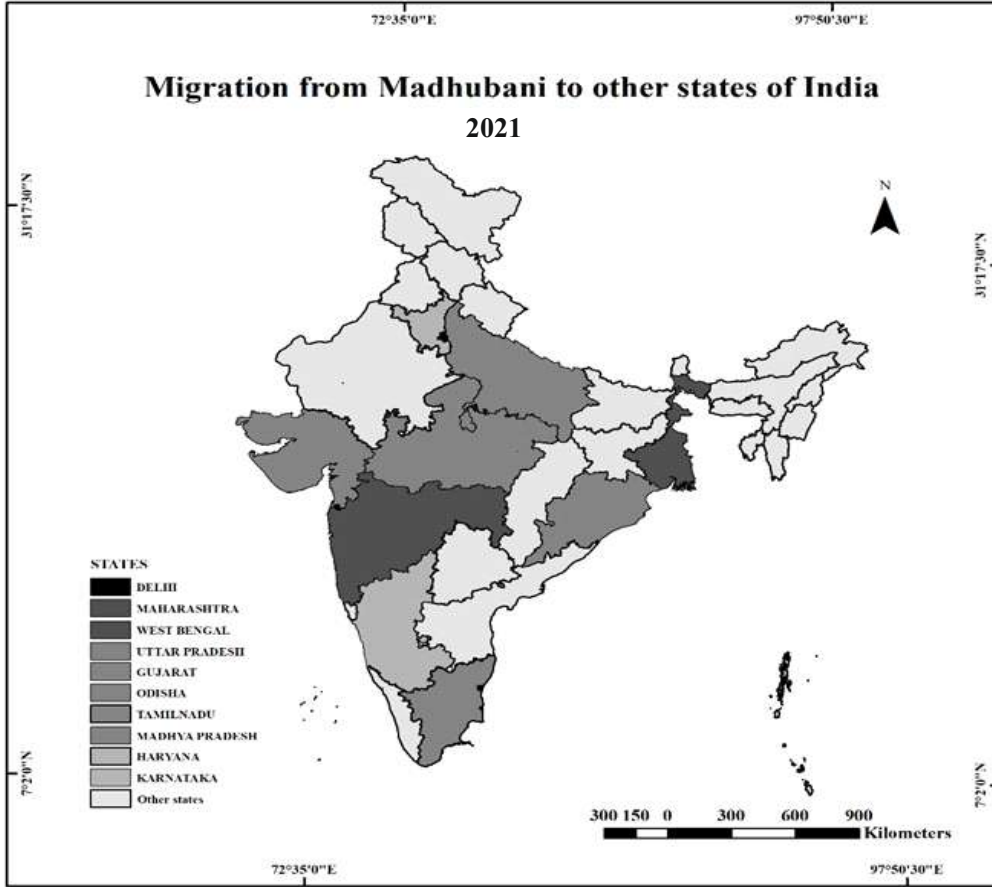 72°35'0"E 97°50'30"E
Migration from Madhubani to other states of India
2021
31°17'30"N
N
31°17'30"N
STATES
DELHI
MAHARASHTRA
WEST BENGAL
UTTAR PRADESH
GUJARAT
ODISHA
TAMILNADU
MADHYA PRADESH
HARYANA
KARNATAKA
Other states
7°2'0"N
7°2'0"N
300 150 0 300 600 900
Kilometers
72°35'0"E 97°50'30"E